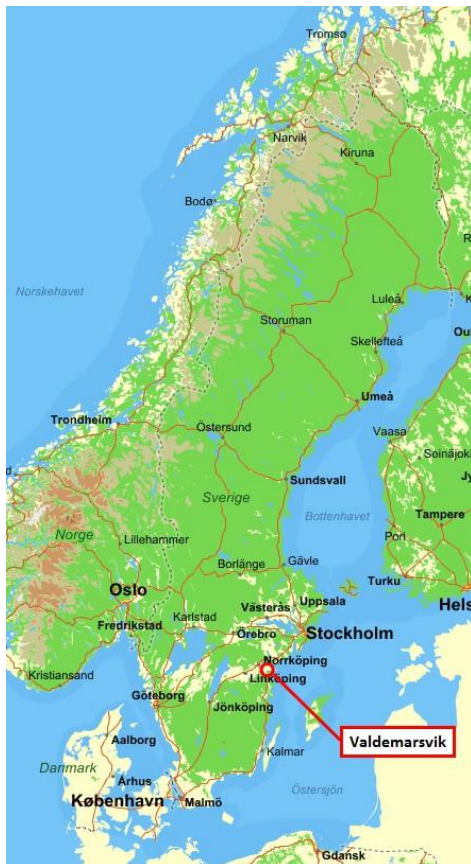 Tromsø
Narvik
Kiruna
Bodø
Norskehavet
Luleå
Storuman
Skellefteå
Umeå
Trondheim
Östersund
Vaasa
Seinäjoki
Sundsvall
Sverige
Bottenhavet
Tampere
Norge
Lillehammer
Pori
Borlänge
Gävle
Turku
Oslo
Uppsala
Hels
Västerås
Karlstad
Fredrikstad
Örebro
Stockholm
Norrköping
Kristiansand
Linköping
Göteborg
Jönköping
Valdemarsvik
Aalborg
Kalmar
Danmark
Århus
Östersjön
København
Malmö
Gdańsk